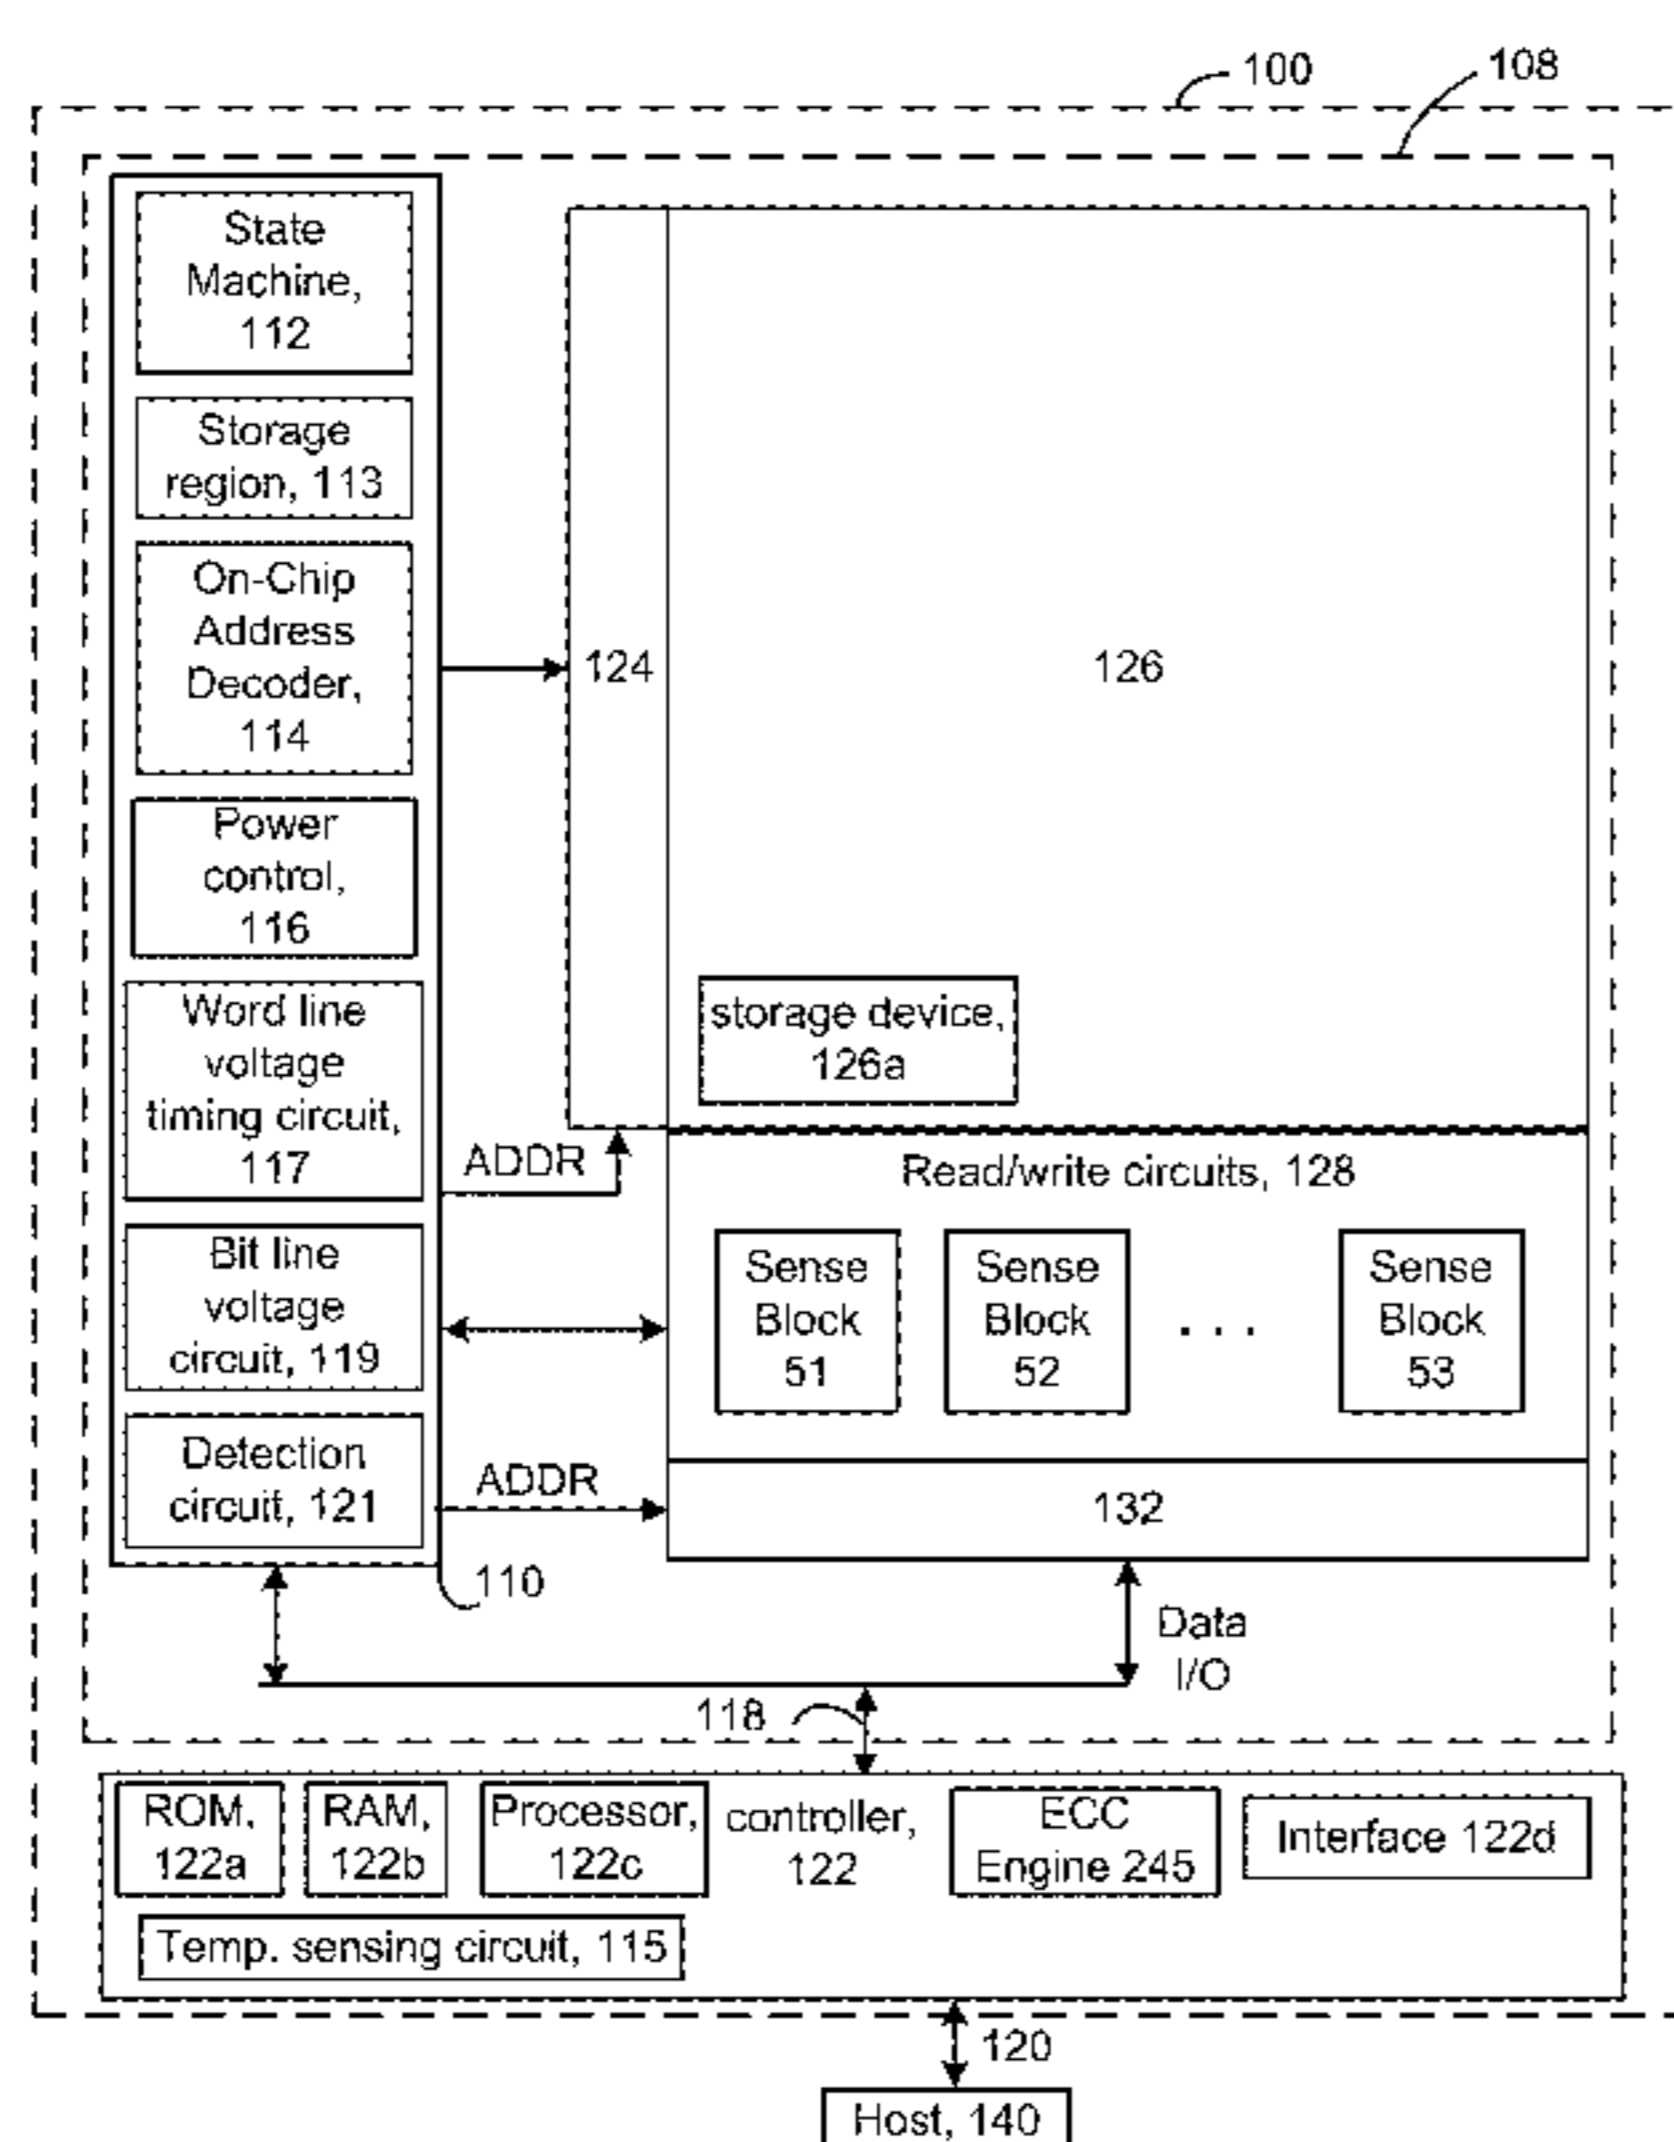 100
108
State
Machine,
112
Storage
region, 113
On-Chip
Address
Decoder,
114
Power
control,
116
Word line
voltage
timing circuit,
117
Bit line
voltage
circuit, 119
Detection
circuit, 121
110
124
126
storage device,
126a
ADDR
Read/write circuits, 128
Sense
Block
51
Sense
Block
52
. . .
Sense
Block
53
ADDR
132
Data
I/O
118
ROM,
122a
RAM,
122b
Processor,
122c
controller,
122
ECC
Engine 245
Interface 122d
Temp. sensing circuit, 115
120
Host, 140